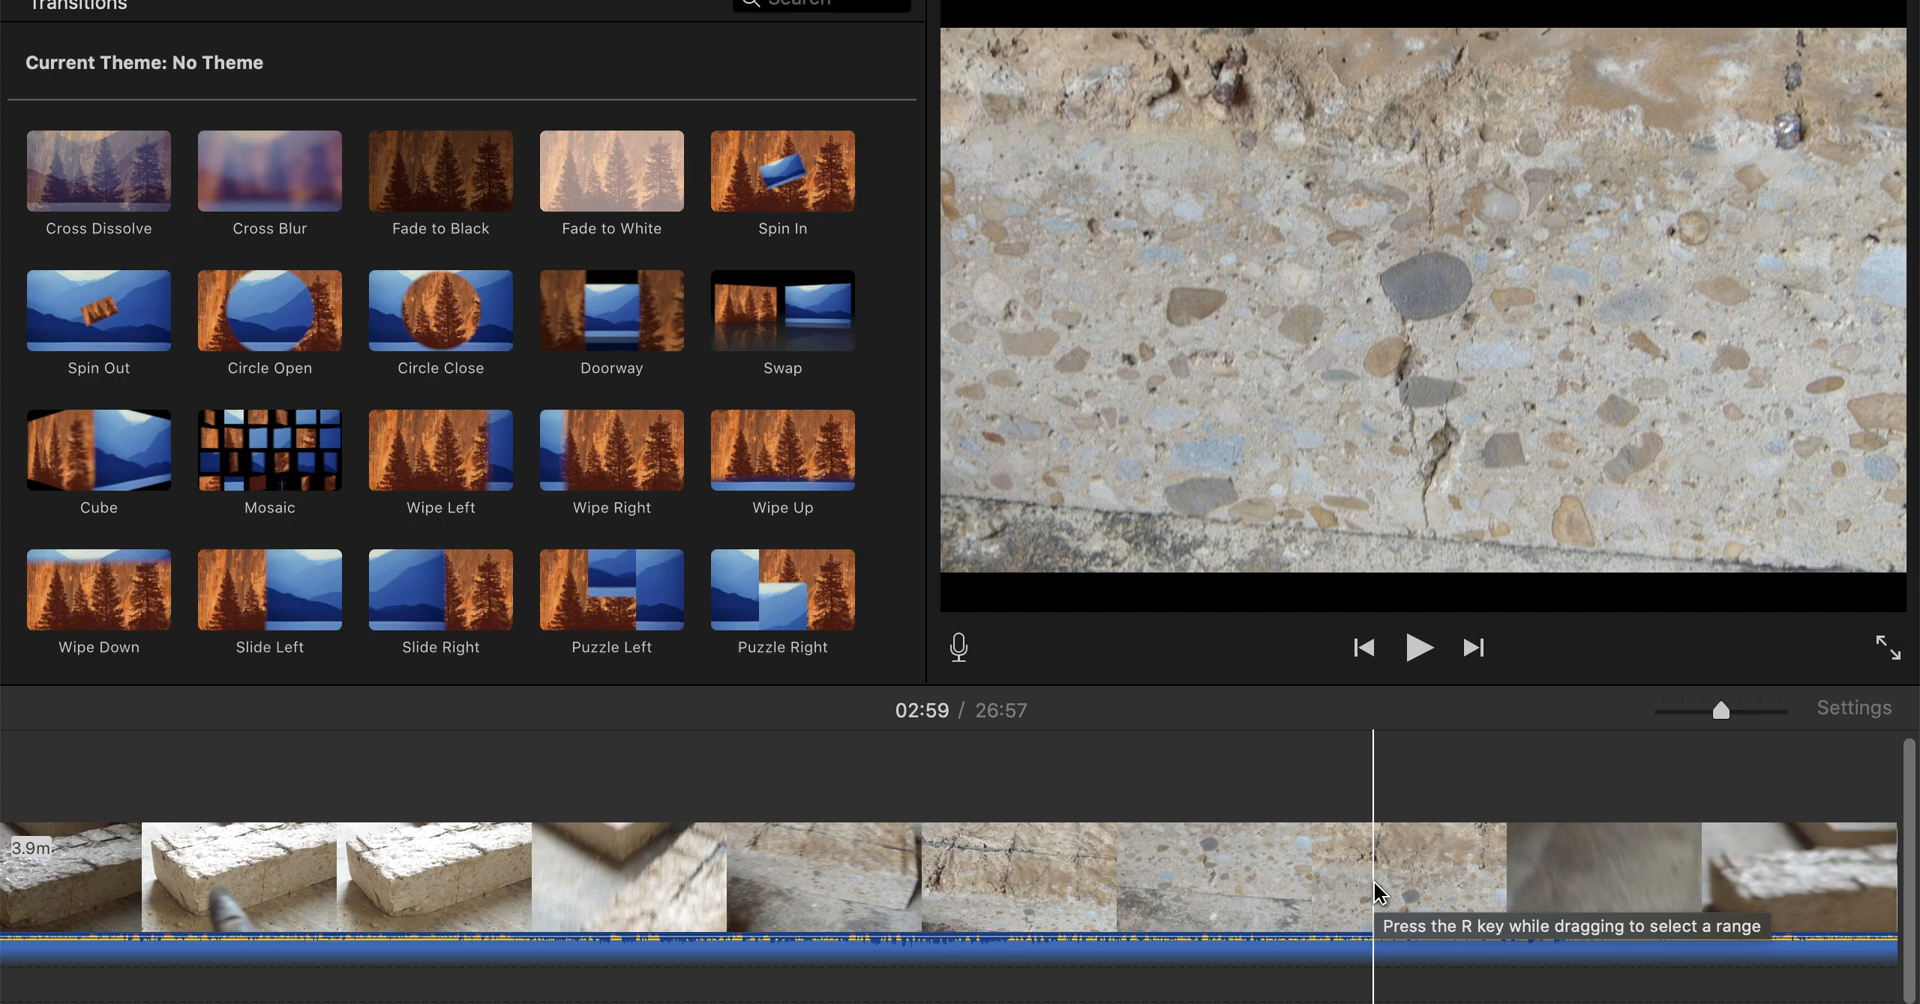 Transitions
Search
Current Theme: No Theme
Cross Dissolve
Cross Blur
Fade to Black
Fade to White
Spin In
Spin Out
Circle Open
Circle Close
Doorway
Swap
Cube
Mosaic
Wipe Left
Wipe Right
Wipe Up
Wipe Down
Slide Left
Slide Right
Puzzle Left
Puzzle Right
02:59 / 26:57
Settings
3.9m
Press the R key while dragging to select a range